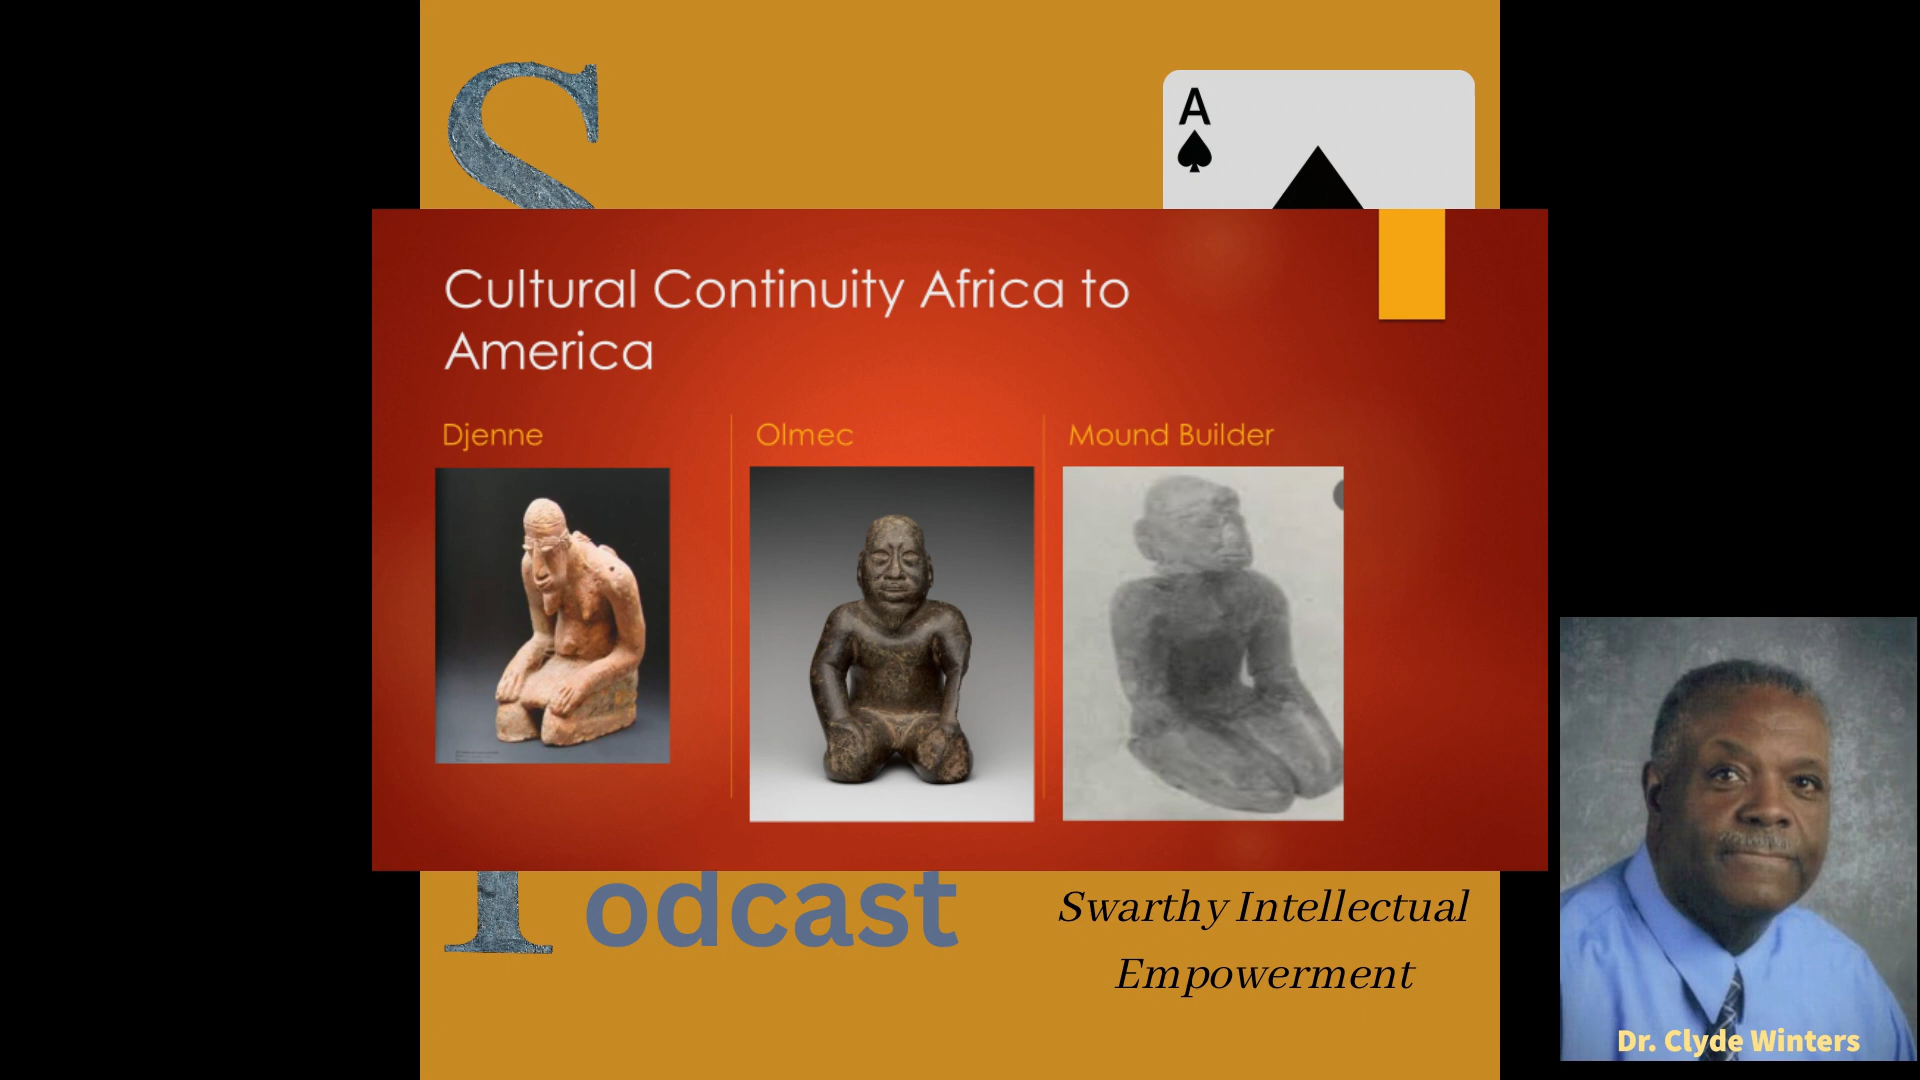 S
A
Cultural Continuity Africa to
America
Djenne
Olmec
Mound Builder
odcast
Swarthy Intellectual
Empowerment
Dr. Clyde Winters